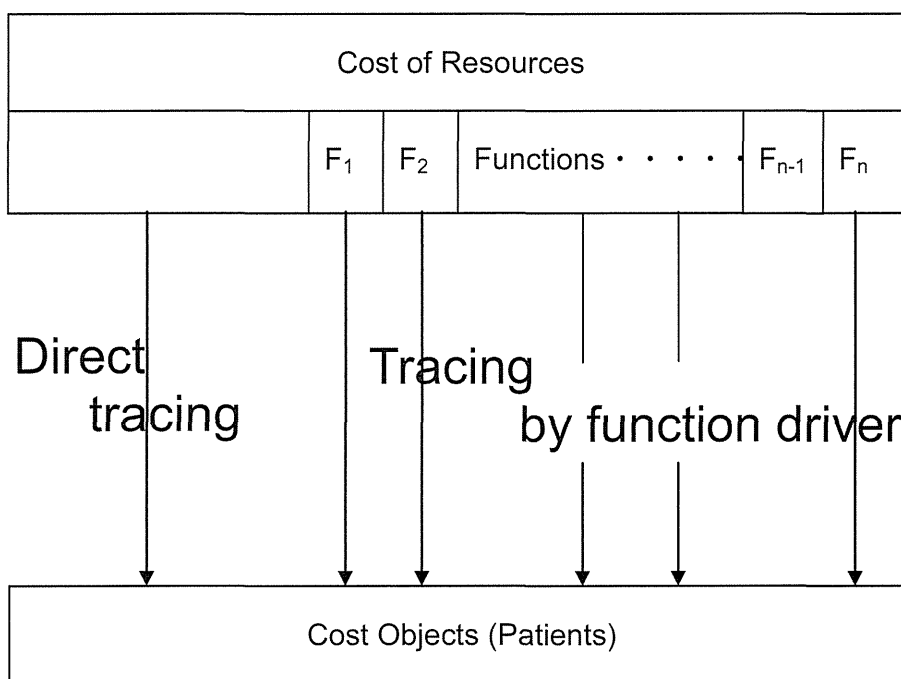 Cost of Resources
F₁ F₂ Functions · · · · · Fₙ₋₁ Fₙ
Direct
tracing
Tracing
by function driver
Cost Objects (Patients)